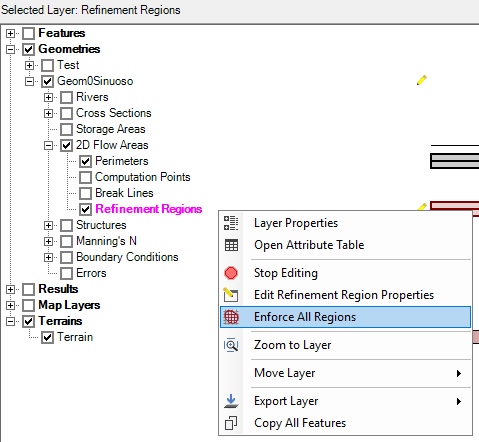 Selected Layer: Refinement Regions
Features
Geometries
Test
Geom0Sinuoso
Rivers
Cross Sections
Storage Areas
2D Flow Areas
Perimeters
Computation Points
Break Lines
Refinement Regions
Structures
Manning's N
Boundary Conditions
Errors
Results
Map Layers
Terrains
Terrain
Layer Properties
Open Attribute Table
Stop Editing
Edit Refinement Region Properties
Enforce All Regions
Zoom to Layer
Move Layer
Export Layer
Copy All Features